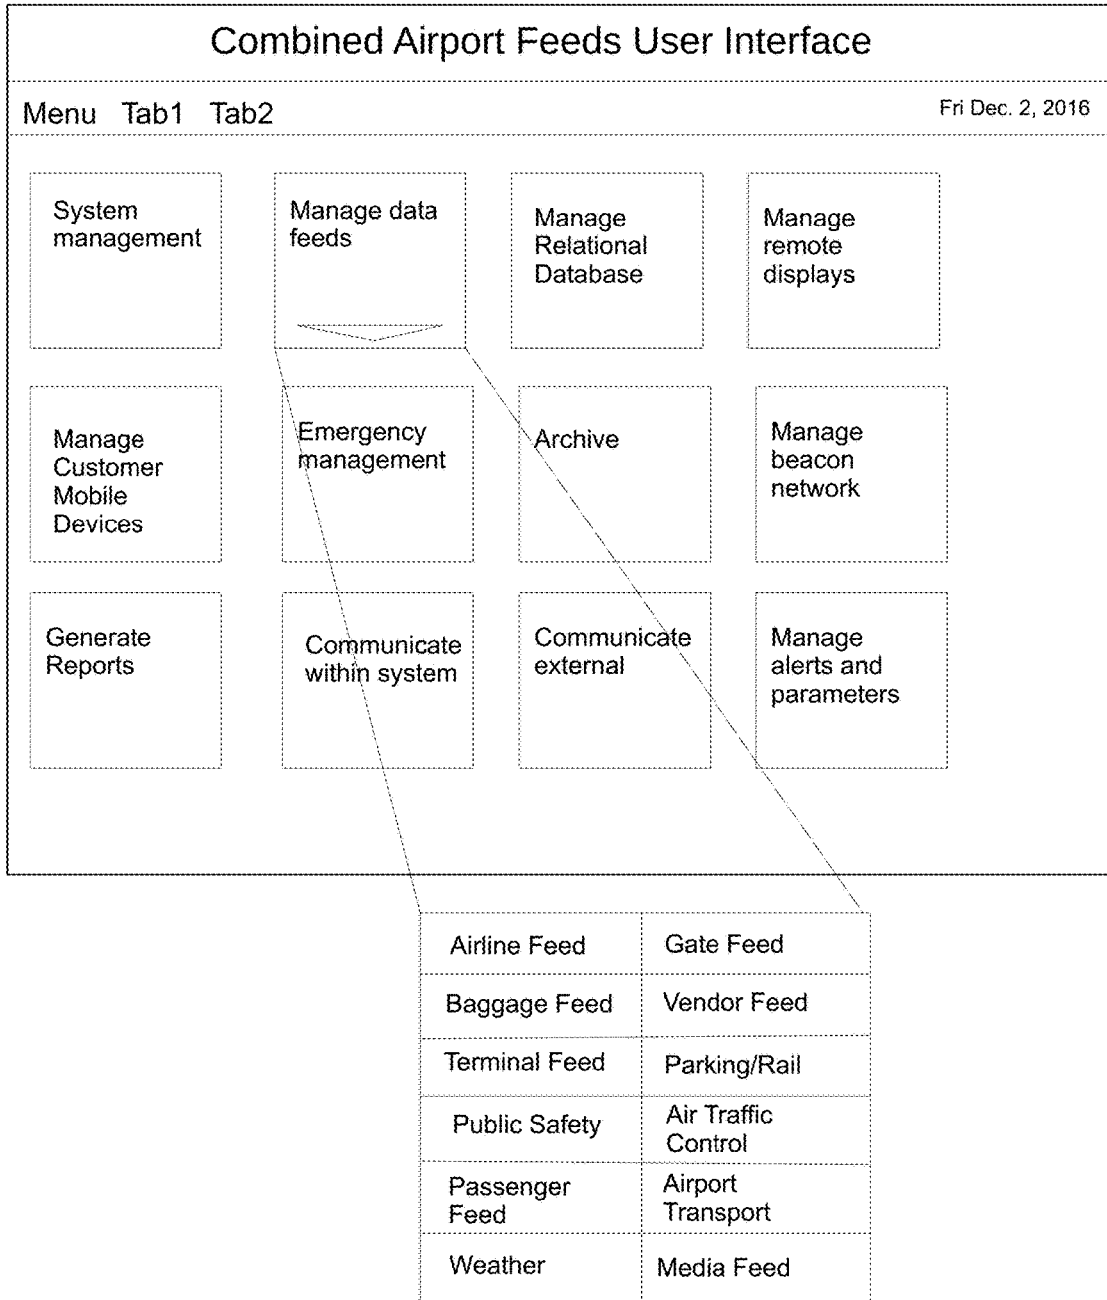 Combined Airport Feeds User Interface
Menu Tab1 Tab2
Fri Dec. 2, 2016
System
management
Manage data
feeds
Manage
Relational
Database
Manage
remote
displays
Manage
Customer
Mobile
Devices
Emergency
management
Archive
Manage
beacon
network
Generate
Reports
Communicate
within system
Communicate
external
Manage
alerts and
parameters
Airline Feed
Gate Feed
Baggage Feed
Vendor Feed
Terminal Feed
Parking/Rail
Public Safety
Air Traffic
Control
Passenger
Feed
Airport
Transport
Weather
Media Feed